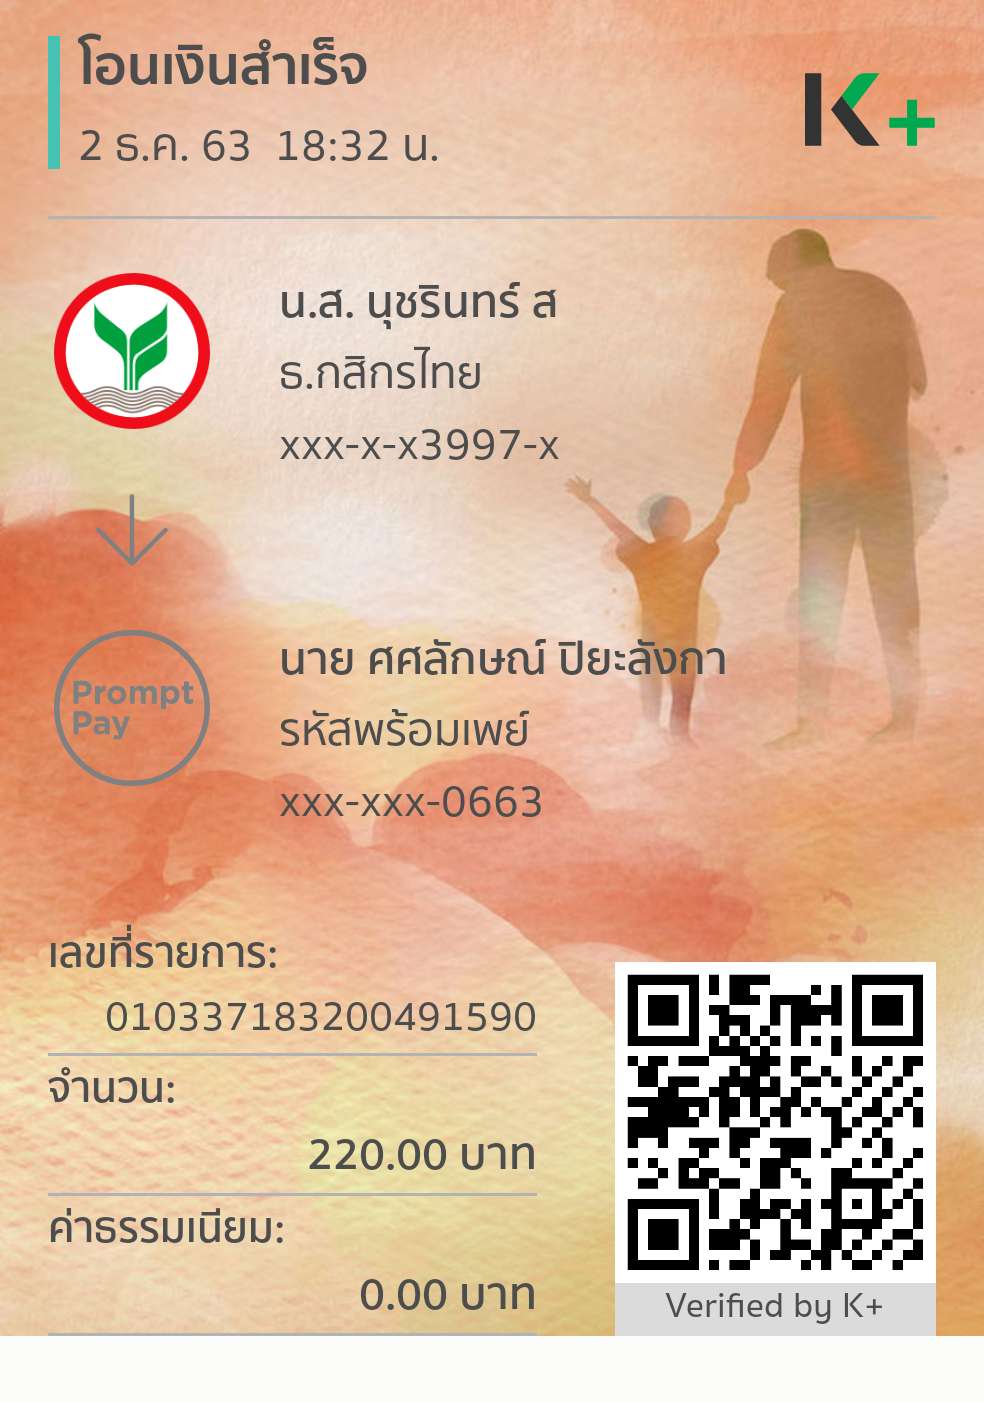 โอนเงินสำเร็จ
2 ธ.ค. 63 18:32 น.
K+
น.ส. นุชรินทร์ ส
ธ.กสิกรไทย
xxx-x-x3997-x
Prompt
Pay
นาย ศศลักษณ์ ปิยะลังกา
รหัสพร้อมเพย์
xxx-xxx-0663
เลขที่รายการ:
010337183200491590
จำนวน:
220.00 บาท
ค่าธรรมเนียม:
0.00 บาท
Verified by K+